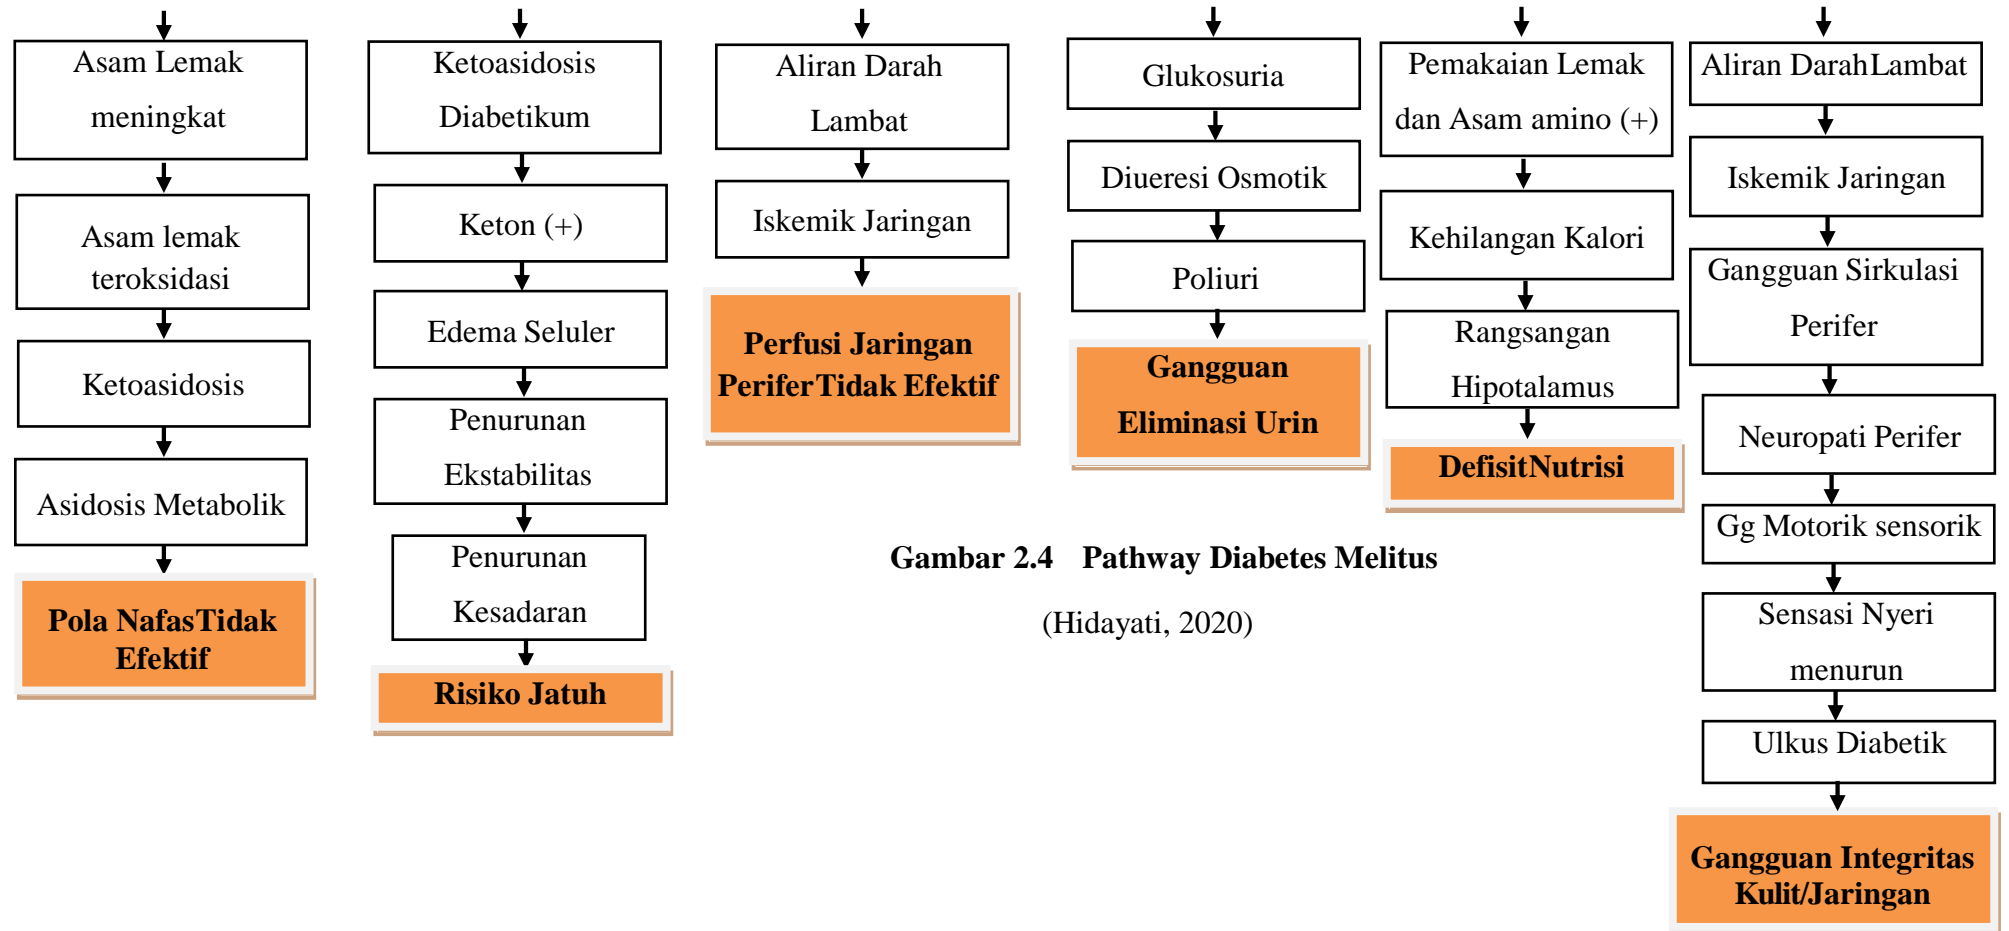 Asam Lemak
meningkat
Asam lemak
teroksidasi
Ketoasidosis
Asidosis Metabolik
Pola NafasTidak
Efektif
Ketoasidosis
Diabetikum
Keton (+)
Edema Seluler
Penurunan
Ekstabilitas
Penurunan
Kesadaran
Risiko Jatuh
Aliran Darah
Lambat
Iskemik Jaringan
Perfusi Jaringan
PeriferTidak Efektif
Glukosuria
Diueresi Osmotik
Poliuri
Gangguan
Eliminasi Urin
Pemakaian Lemak
dan Asam amino (+)
Kehilangan Kalori
Rangsangan
Hipotalamus
DefisitNutrisi
Aliran DarahLambat
Iskemik Jaringan
Gangguan Sirkulasi
Perifer
Neuropati Perifer
Gg Motorik sensorik
Sensasi Nyeri
menurun
Ulkus Diabetik
Gangguan Integritas
Kulit/Jaringan
Gambar 2.4 Pathway Diabetes Melitus
(Hidayati, 2020)